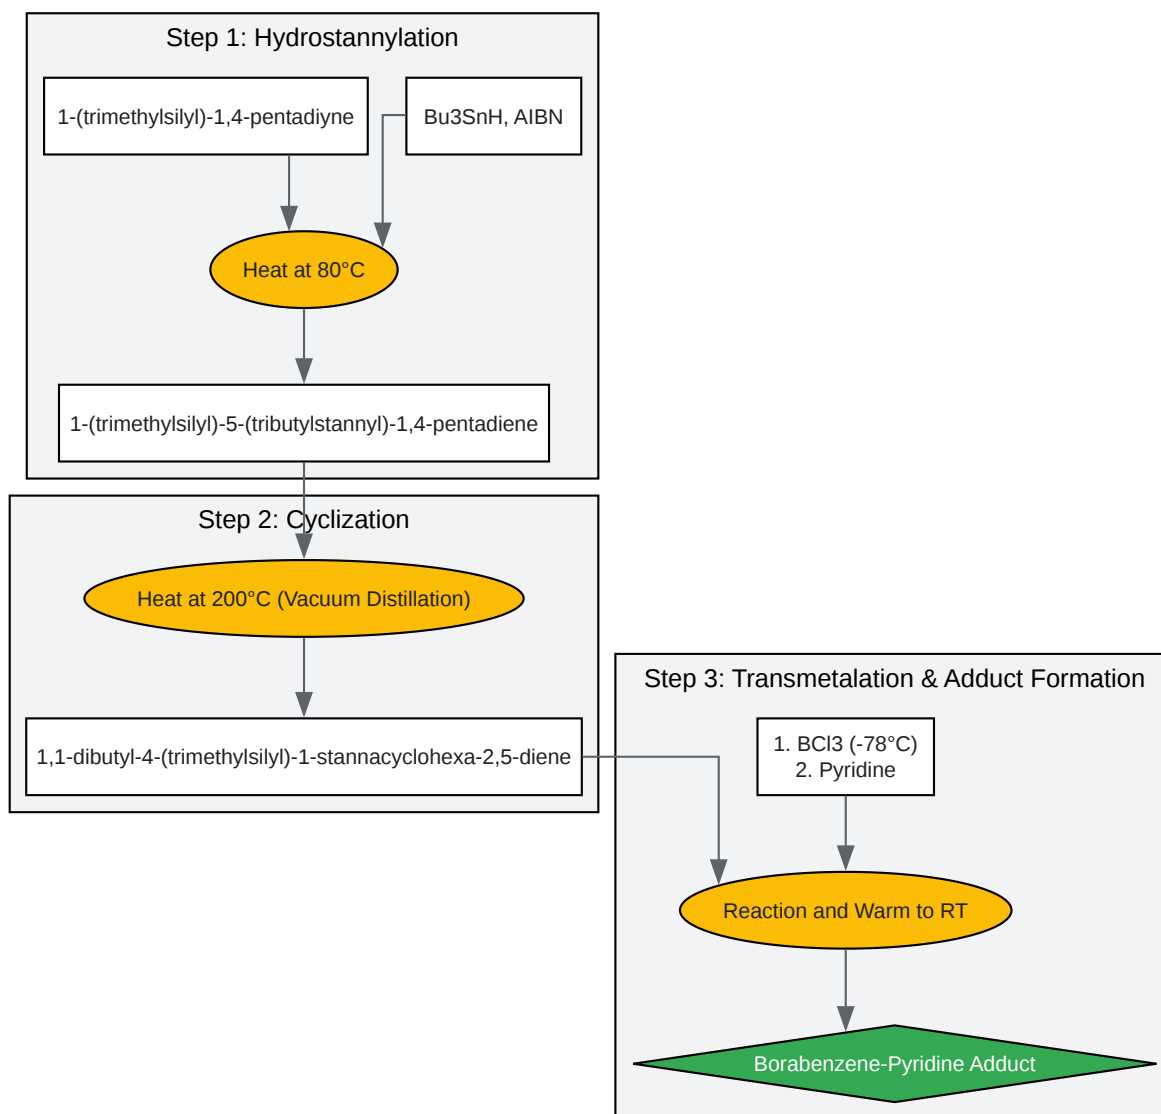 Step 1: Hydrostannylation
1-(trimethylsilyl)-1,4-pentadiyne
Bu3SnH, AIBN
Heat at 80°C
1-(trimethylsilyl)-5-(tributylstannyl)-1,4-pentadiene
Step 2: Cyclization
Heat at 200°C (Vacuum Distillation)
1,1-dibutyl-4-(trimethylsilyl)-1-stannacyclohexa-2,5-diene
Step 3: Transmetalation & Adduct Formation
1. BCl3 (-78°C)
2. Pyridine
Reaction and Warm to RT
Borabenzene-Pyridine Adduct